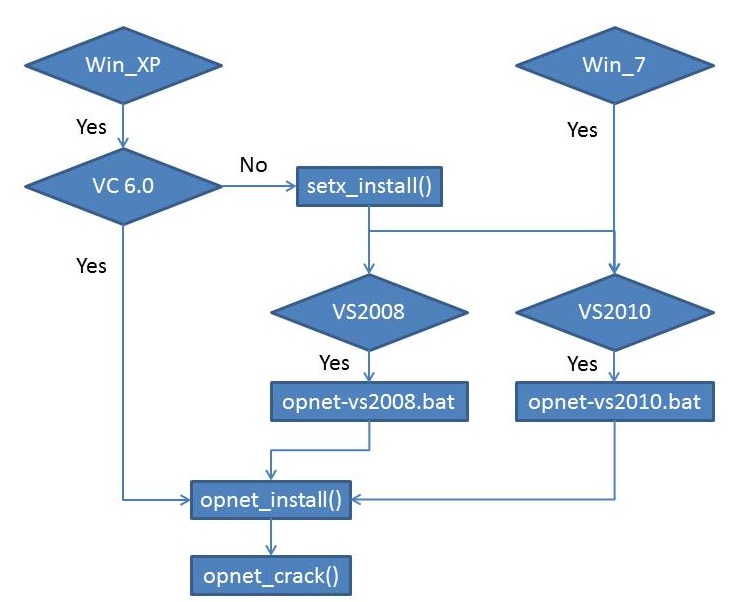 Win_XP
Win_7
Yes
Yes
No
VC 6.0
setx_install()
Yes
VS2008
VS2010
Yes
Yes
opnet-vs2008.bat
opnet-vs2010.bat
opnet_install()
opnet_crack()